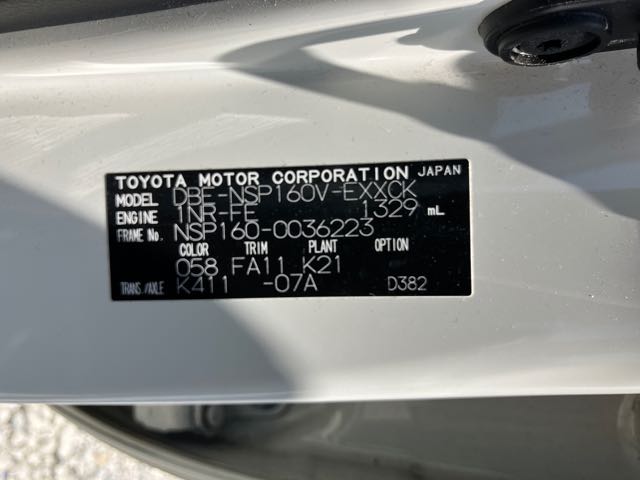 TOYOTA MOTOR CORPORATION JAPAN
MODEL DBE-NSP160V-EXXCK
ENGINE 1NR-FE 1329 mL
FRAME No. NSP160-0036223
COLOR TRIM PLANT OPTION
058 FA11 K21
TRANS./AXLE K411 -07A D382